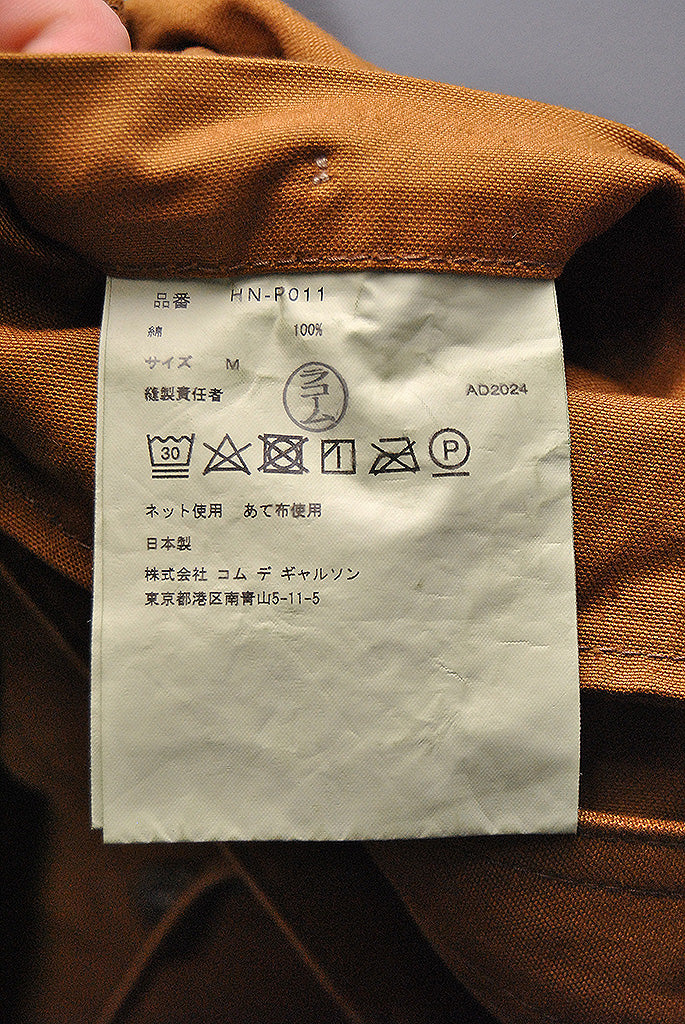 品番 HN-P011
綿 100%
サイズ M
縫製責任者 ラコーム AD2024
30 P
ネット使用 あて布使用
日本製
株式会社 コム デ ギャルソン
東京都港区南青山5-11-5